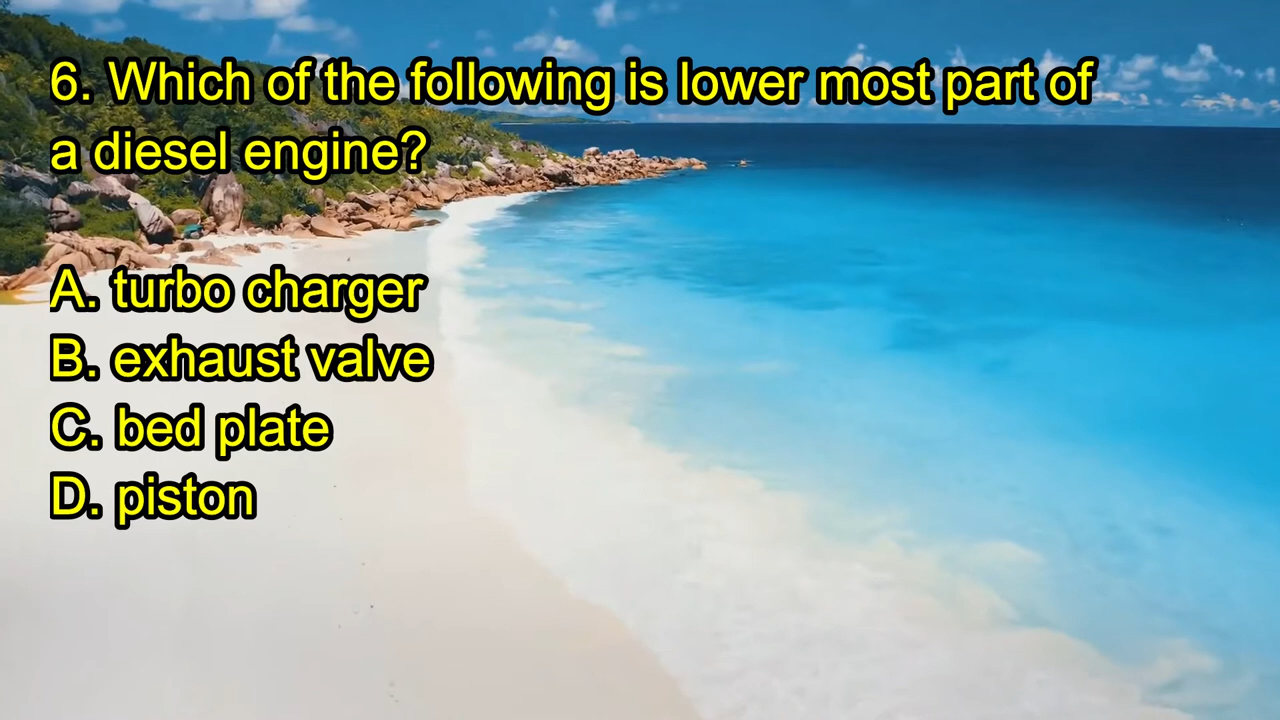 6. Which of the following is lower most part of
a diesel engine?
A. turbo charger
B. exhaust valve
C. bed plate
D. piston